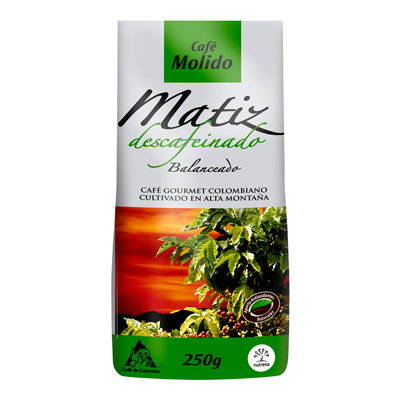 Café
Molido
Matiz
descafeinado
Balanceado
CAFÉ GOURMET COLOMBIANO
CULTIVADO EN ALTA MONTAÑA
Café de Colombia
250g
nutresa